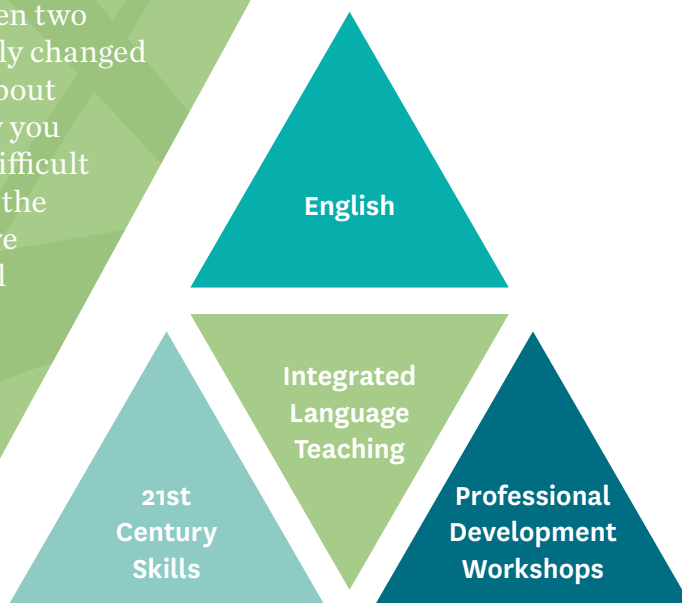 en two
ly changed
bout
you
ifficult
the
e
l
English
Integrated
Language
Teaching
21st
Century
Skills
Professional
Development
Workshops